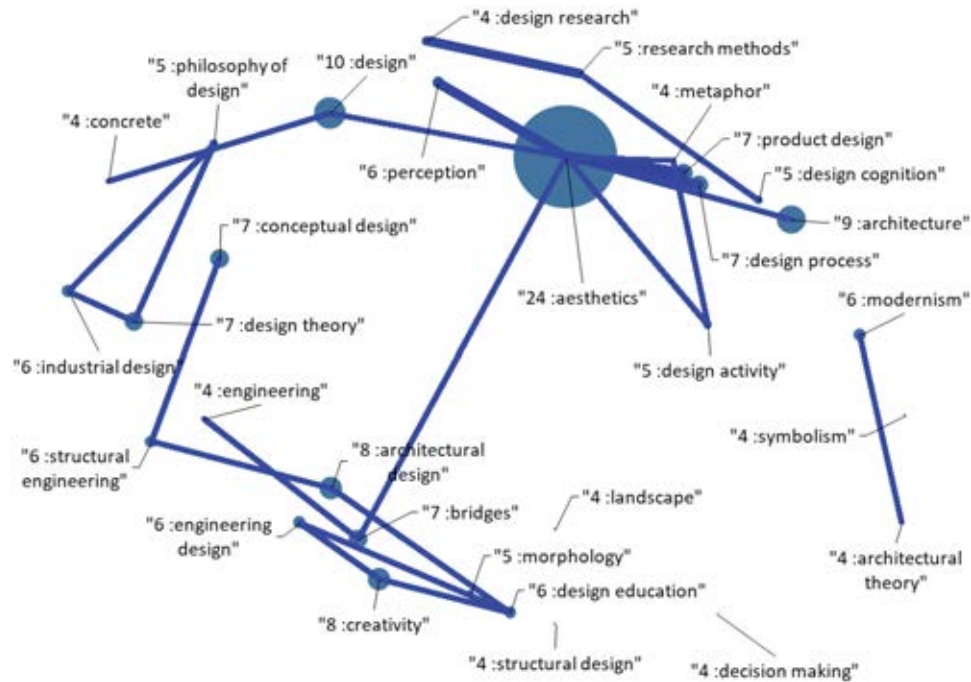 "4 :design research"
"5 :research methods"
"5 :philosophy of
design"
"10 :design"
"4 :metaphor"
"4 :concrete"
"7 :product design"
"6 :perception"
"5 :design cognition"
"9 :architecture"
"7 :conceptual design"
"7 :design process"
"24 :aesthetics"
"6 :modernism"
"7 :design theory"
"6 :industrial design"
"5 :design activity"
"4 :engineering"
"4 :symbolism"
"6 :structural
engineering"
"8 :architectural
design"
"4 :landscape"
"7 :bridges"
"6 :engineering
design"
"5 :morphology"
"4 :architectural
theory"
"6 :design education"
"8 :creativity"
"4 :structural design"
"4 :decision making"